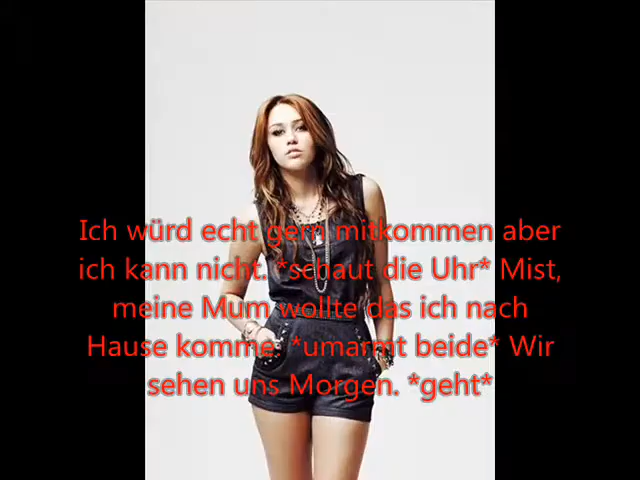 Ich würd echt gern mitkommen aber
ich kann nicht. *schaut die Uhr* Mist,
meine Mum wollte das ich nach
Hause komme. *umarmt beide* Wir
sehen uns Morgen. *geht*